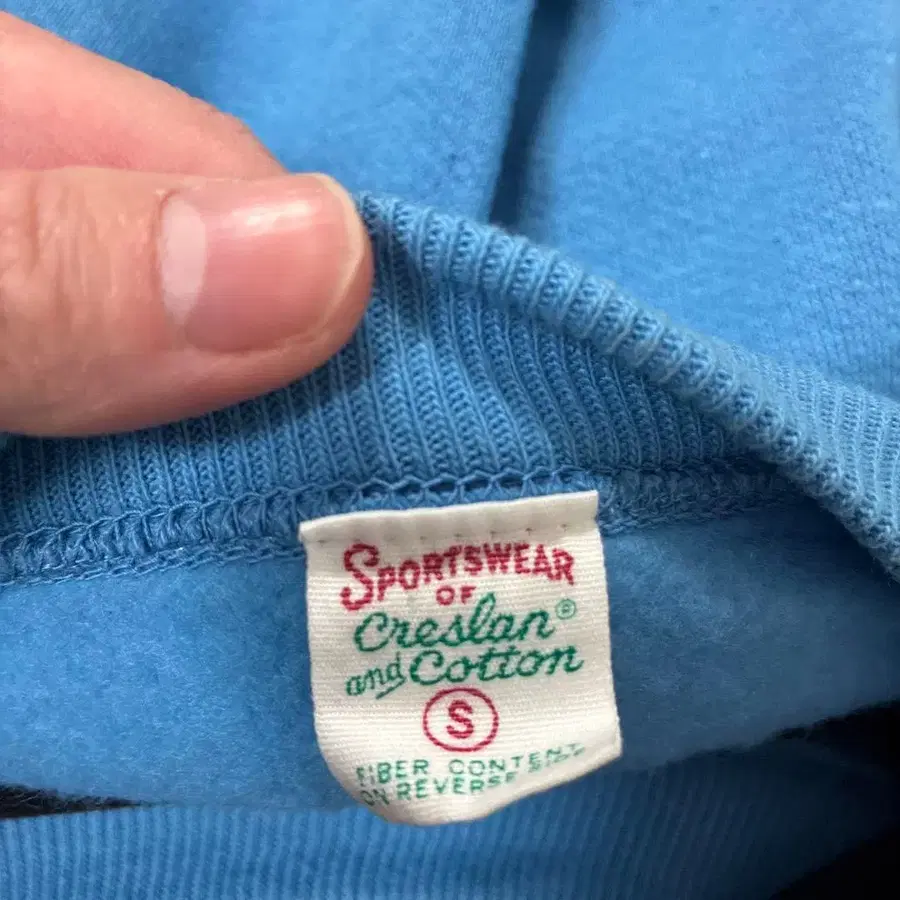 SPORTSWEAR
OF
Creslan®
and Cotton
S
FIBER CONTENT
ON REVERSE SIDE